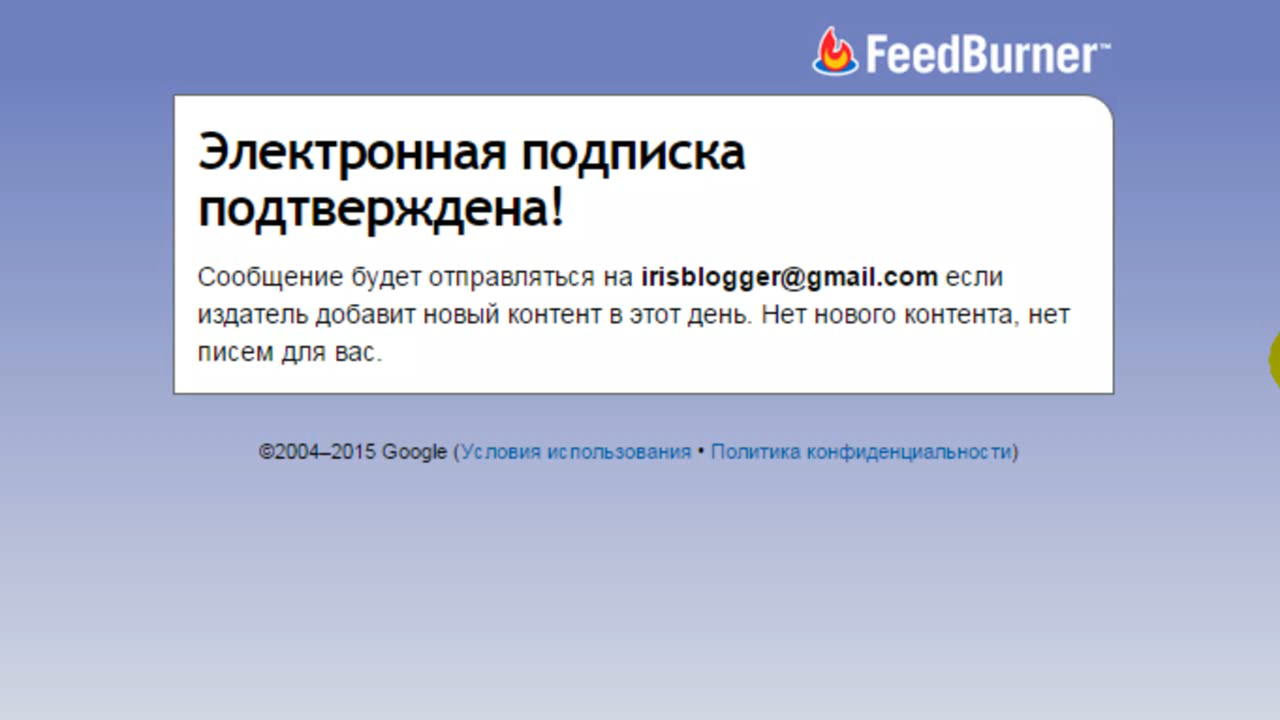 FeedBurner™
Электронная подписка
подтверждена!
Сообщение будет отправляться на irisblogger@gmail.com если
издатель добавит новый контент в этот день. Нет нового контента, нет
писем для вас.
©2004–2015 Google (Условия использования • Политика конфиденциальности)